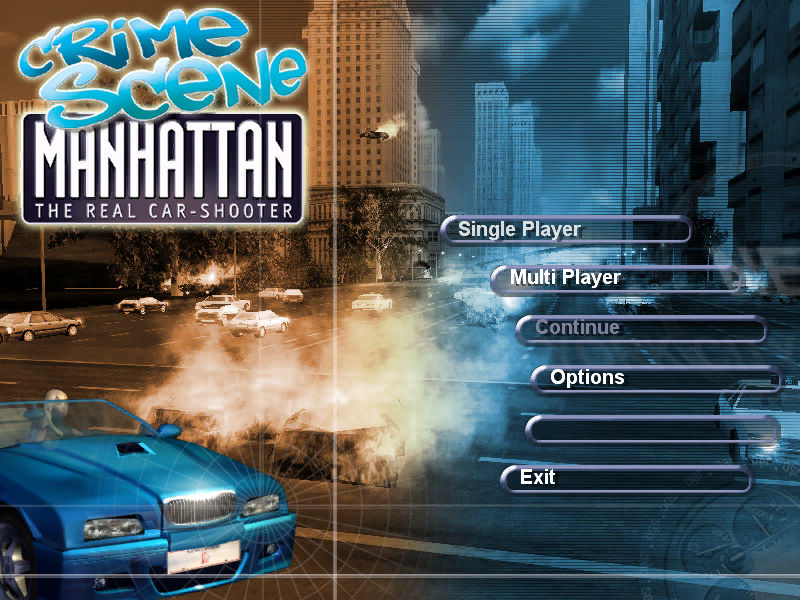 CRIME
SCENE
MANHATTAN
THE REAL CAR-SHOOTER
Single Player
Multi Player
Continue
Options
Exit